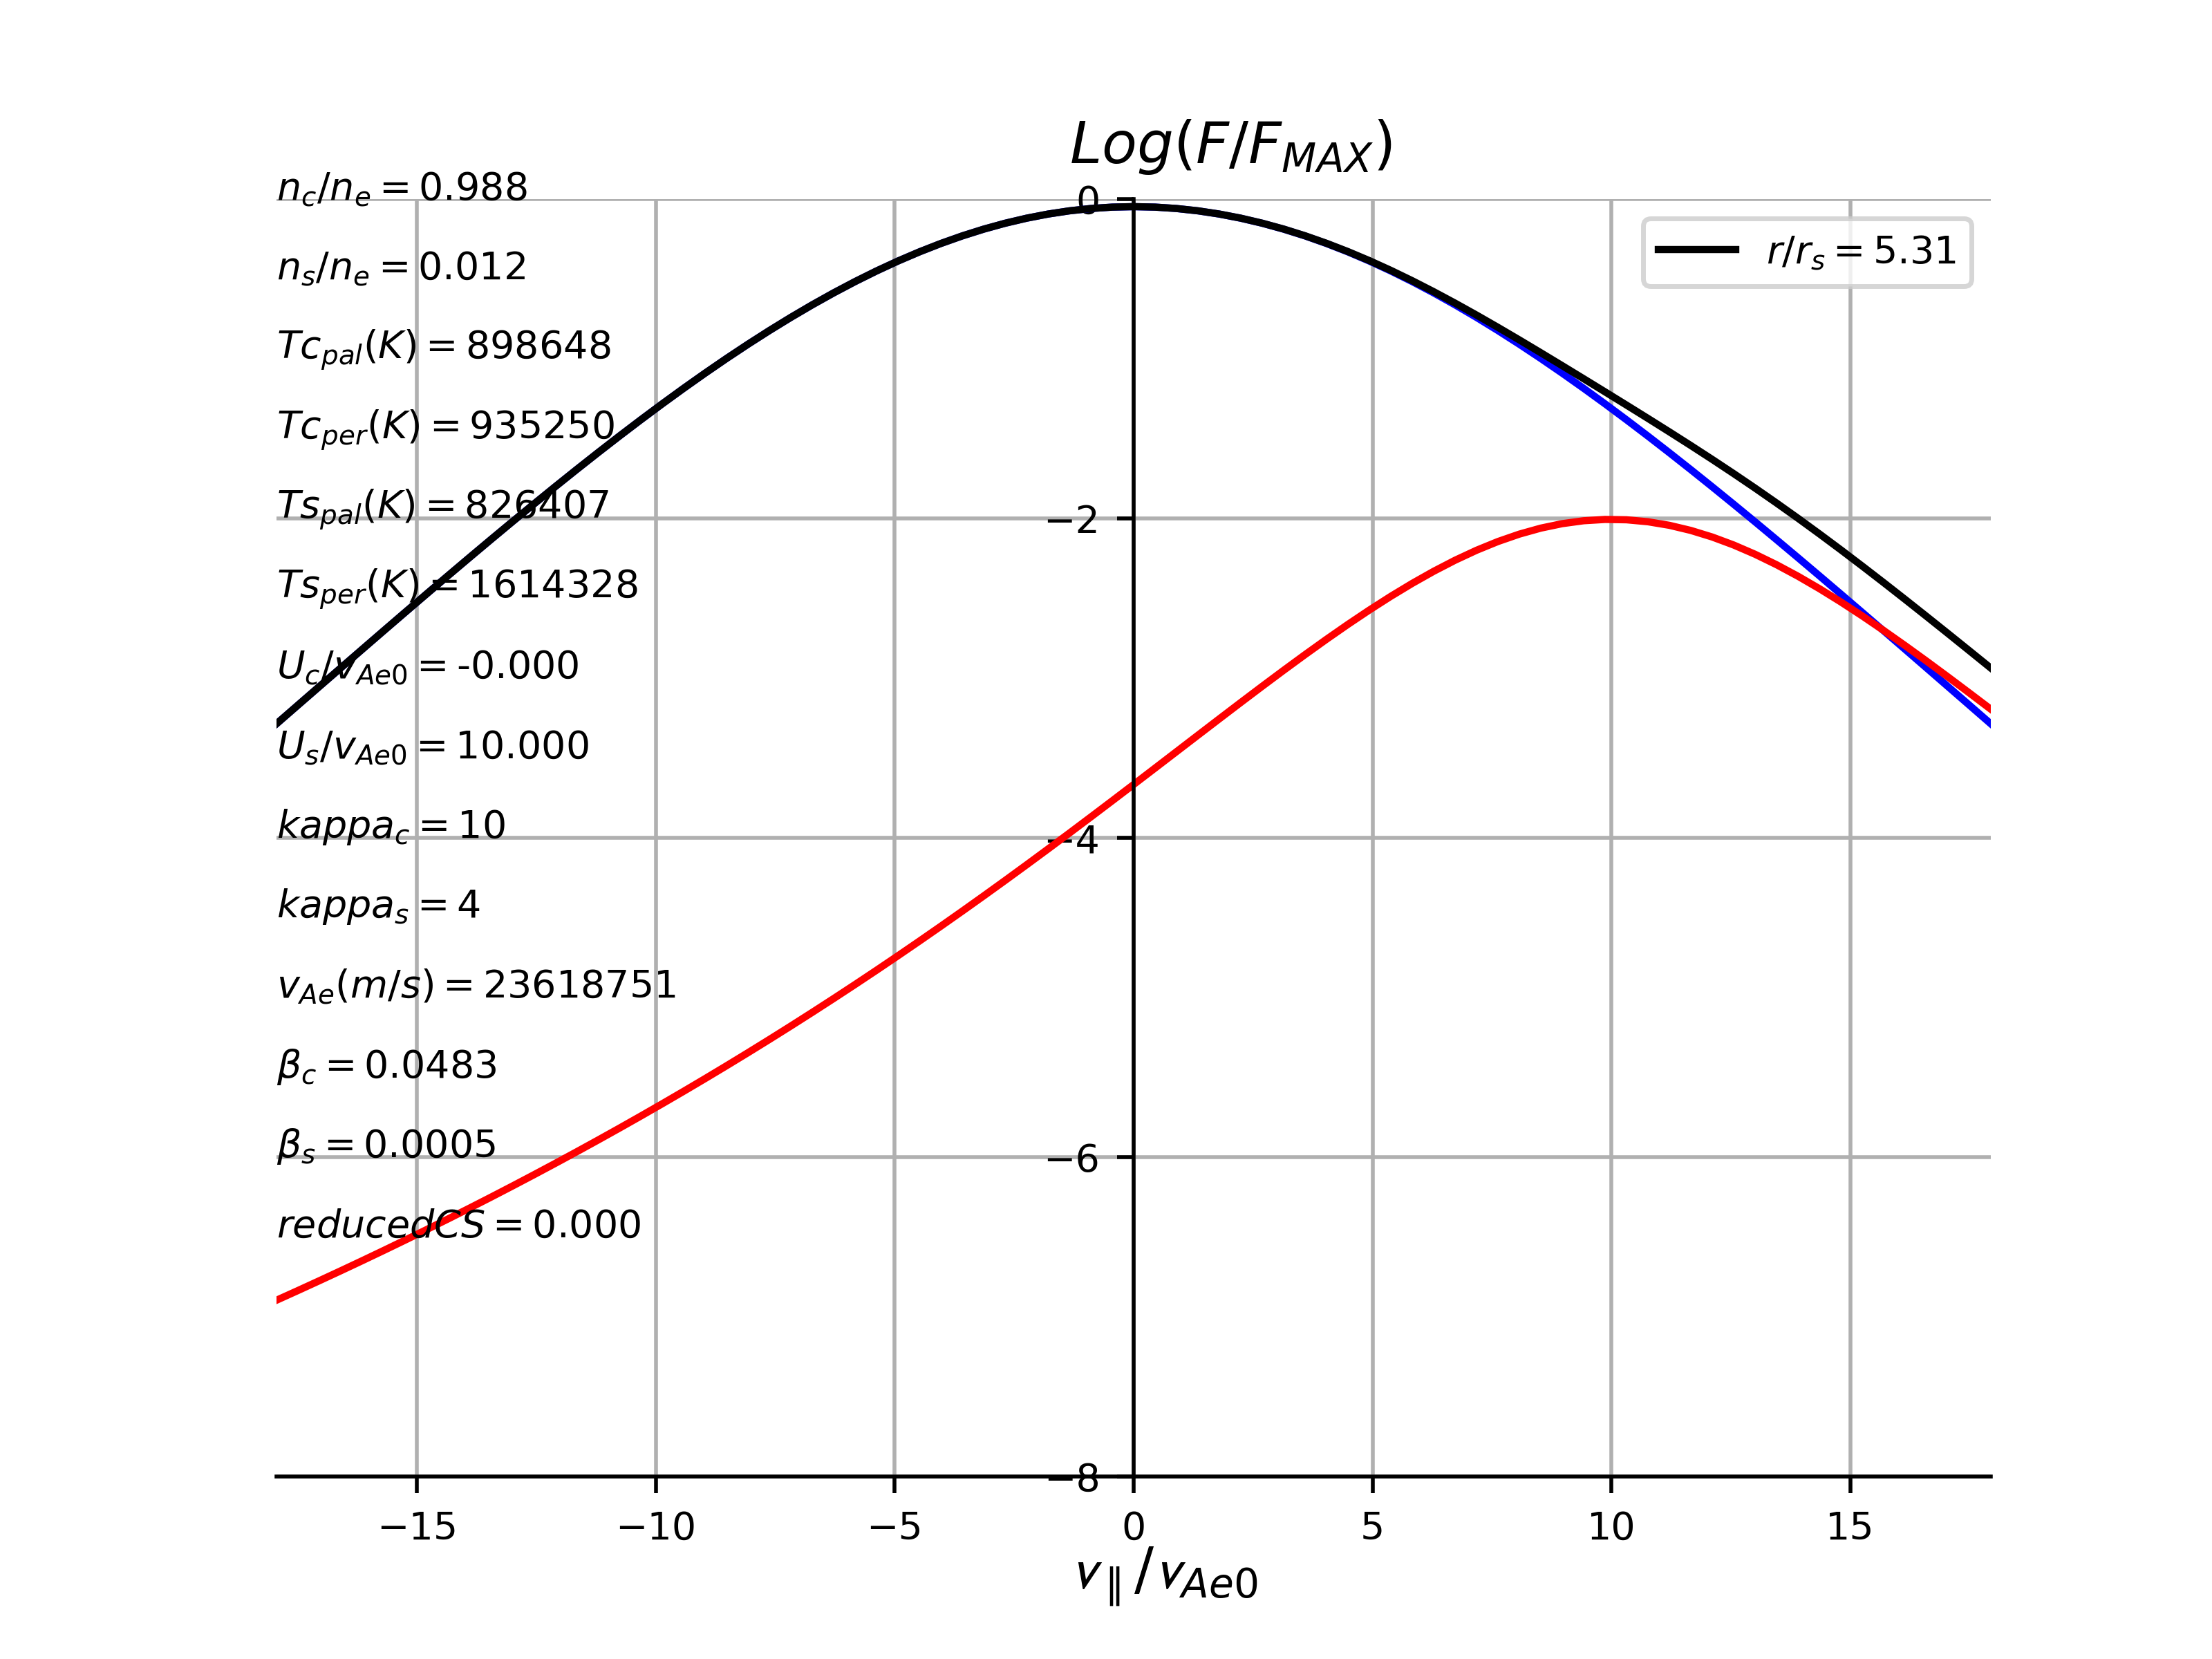 Log(F/F_MAX)
n_c/n_e = 0.988
n_s/n_e = 0.012
Tc_pal(K) = 898648
Tc_per(K) = 935250
Ts_pal(K) = 826407
Ts_per(K) = 1614328
U_c/v_Ae0 = -0.000
U_s/v_Ae0 = 10.000
kappa_c = 10
kappa_s = 4
v_Ae(m/s) = 23618751
β_c = 0.0483
β_s = 0.0005
reducedCS = 0.000
r/r_s = 5.31
0
−2
−4
−6
−8
−15 −10 −5 0 5 10 15
v_∥/v_Ae0